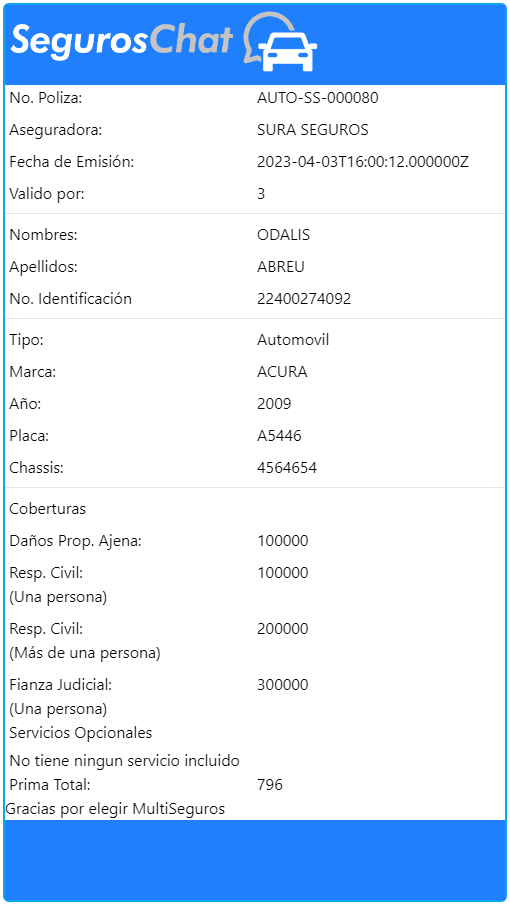 SegurosChat
No. Poliza: AUTO-SS-000080
Aseguradora: SURA SEGUROS
Fecha de Emisión: 2023-04-03T16:00:12.000000Z
Valido por: 3
Nombres: ODALIS
Apellidos: ABREU
No. Identificación 22400274092
Tipo: Automovil
Marca: ACURA
Año: 2009
Placa: A5446
Chassis: 4564654
Coberturas
Daños Prop. Ajena: 100000
Resp. Civil: 100000
(Una persona)
Resp. Civil: 200000
(Más de una persona)
Fianza Judicial: 300000
(Una persona)
Servicios Opcionales
No tiene ningun servicio incluido
Prima Total: 796
Gracias por elegir MultiSeguros